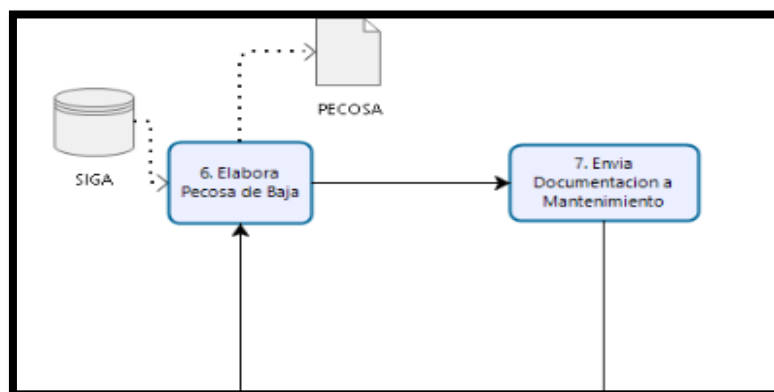 PECOSA
SIGA
6. Elabora
Pecosa de Baja
7. Envia
Documentacion a
Mantenimiento